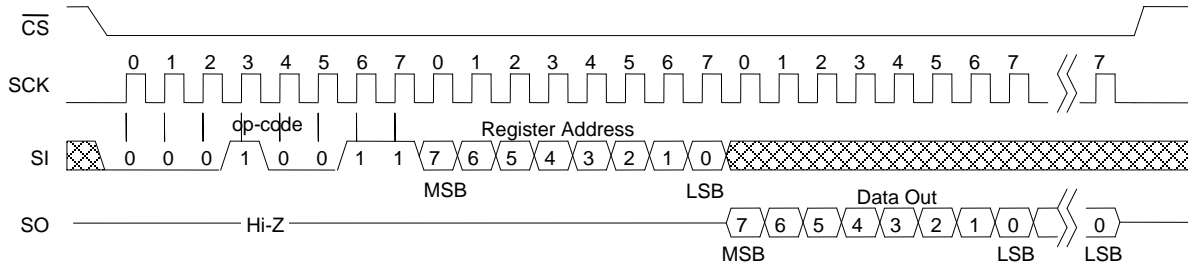 CS
0 1 2 3 4 5 6 7 0 1 2 3 4 5 6 7 0 1 2 3 4 5 6 7 7
SCK
op-code Register Address
SI 0 0 0 1 0 0 1 1 7 6 5 4 3 2 1 0
MSB LSB
Data Out
SO Hi-Z 7 6 5 4 3 2 1 0 0
MSB LSB LSB